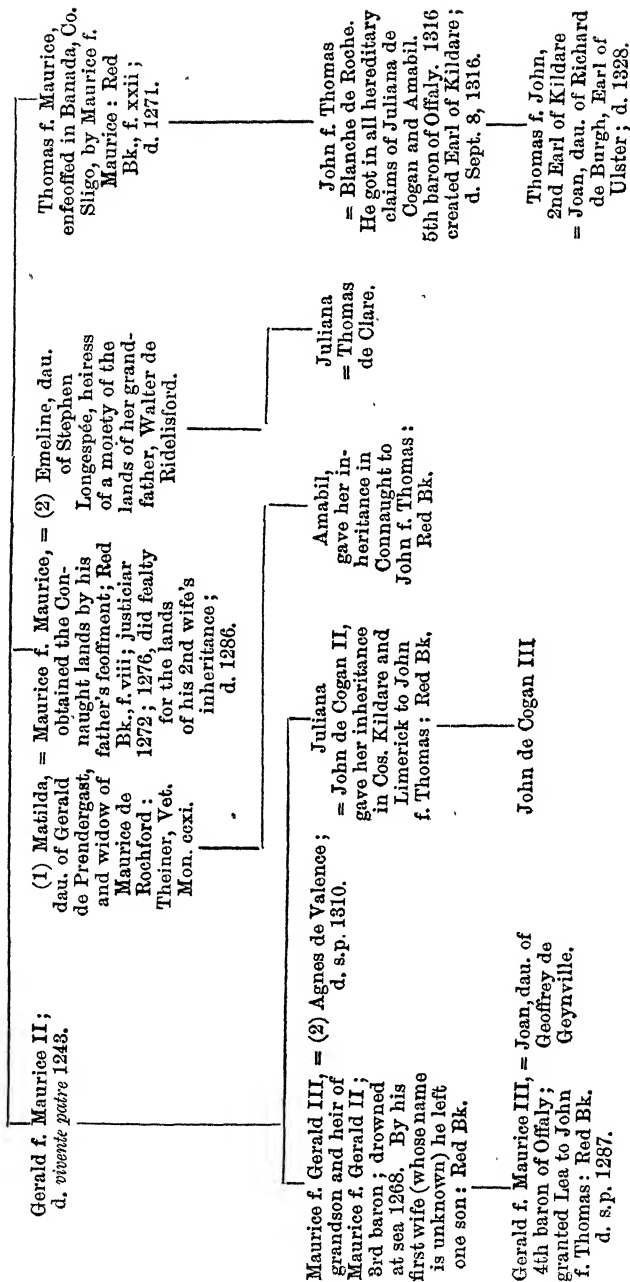 Gerald f. Maurice II;
d. vivente patre 1243.
(1) Matilda,
dau. of Gerald
de Prendergast,
and widow of
Maurice de
Rochford:
Theiner, Vet.
Mon. ccxi.
= Maurice f. Maurice,
obtained the Con-
naught lands by his
father's feoffment; Red
Bk., f. viii; justiciar
1272; 1276, did fealty
for the lands
of his 2nd wife's
inheritance;
d. 1286.
= (2) Emeline, dau.
of Stephen
Longespée, heiress
of a moiety of the
lands of her grand-
father, Walter de
Ridelisford.
Thomas f. Maurice,
enfeoffed in Banada, Co.
Sligo, by Maurice f.
Maurice: Red
Bk., f. xxii;
d. 1271.
Maurice f. Gerald III,
grandson and heir of
Maurice f. Gerald II;
3rd baron; drowned
at sea 1268. By his
first wife (whose name
is unknown) he left
one son: Red Bk.
= (2) Agnes de Valence;
d. s.p. 1310.
Juliana
= John de Cogan II,
gave her inheritance
in Cos. Kildare and
Limerick to John
f. Thomas: Red Bk.
Amabil,
gave her in-
heritance in
Connaught to
John f. Thomas:
Red Bk.
Juliana
= Thomas
de Clare.
John f. Thomas
= Blanche de Roche.
He got in all hereditary
claims of Juliana de
Cogan and Amabil.
5th baron of Offaly. 1316
created Earl of Kildare;
d. Sept. 8, 1316.
Gerald f. Maurice III,
4th baron of Offaly;
granted Lea to John
f. Thomas: Red Bk.
d. s.p. 1287.
= Joan, dau. of
Geoffrey de
Geynville.
John de Cogan III
Thomas f. John,
2nd Earl of Kildare
= Joan, dau. of Richard
de Burgh, Earl of
Ulster; d. 1328.